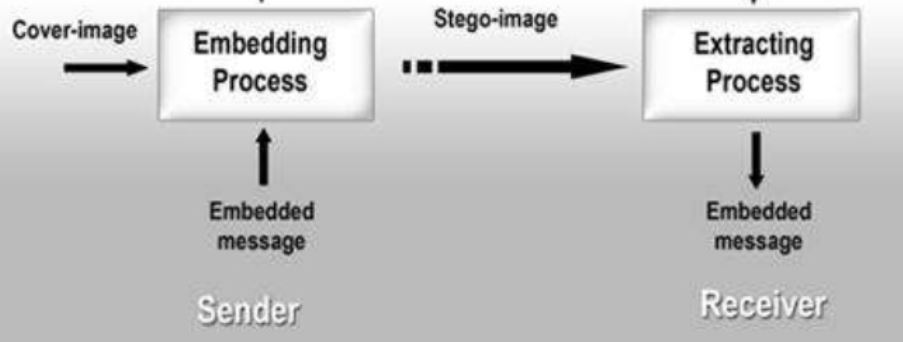 Cover-image
Embedding
Process
Stego-image
Extracting
Process
Embedded
message
Embedded
message
Sender
Receiver